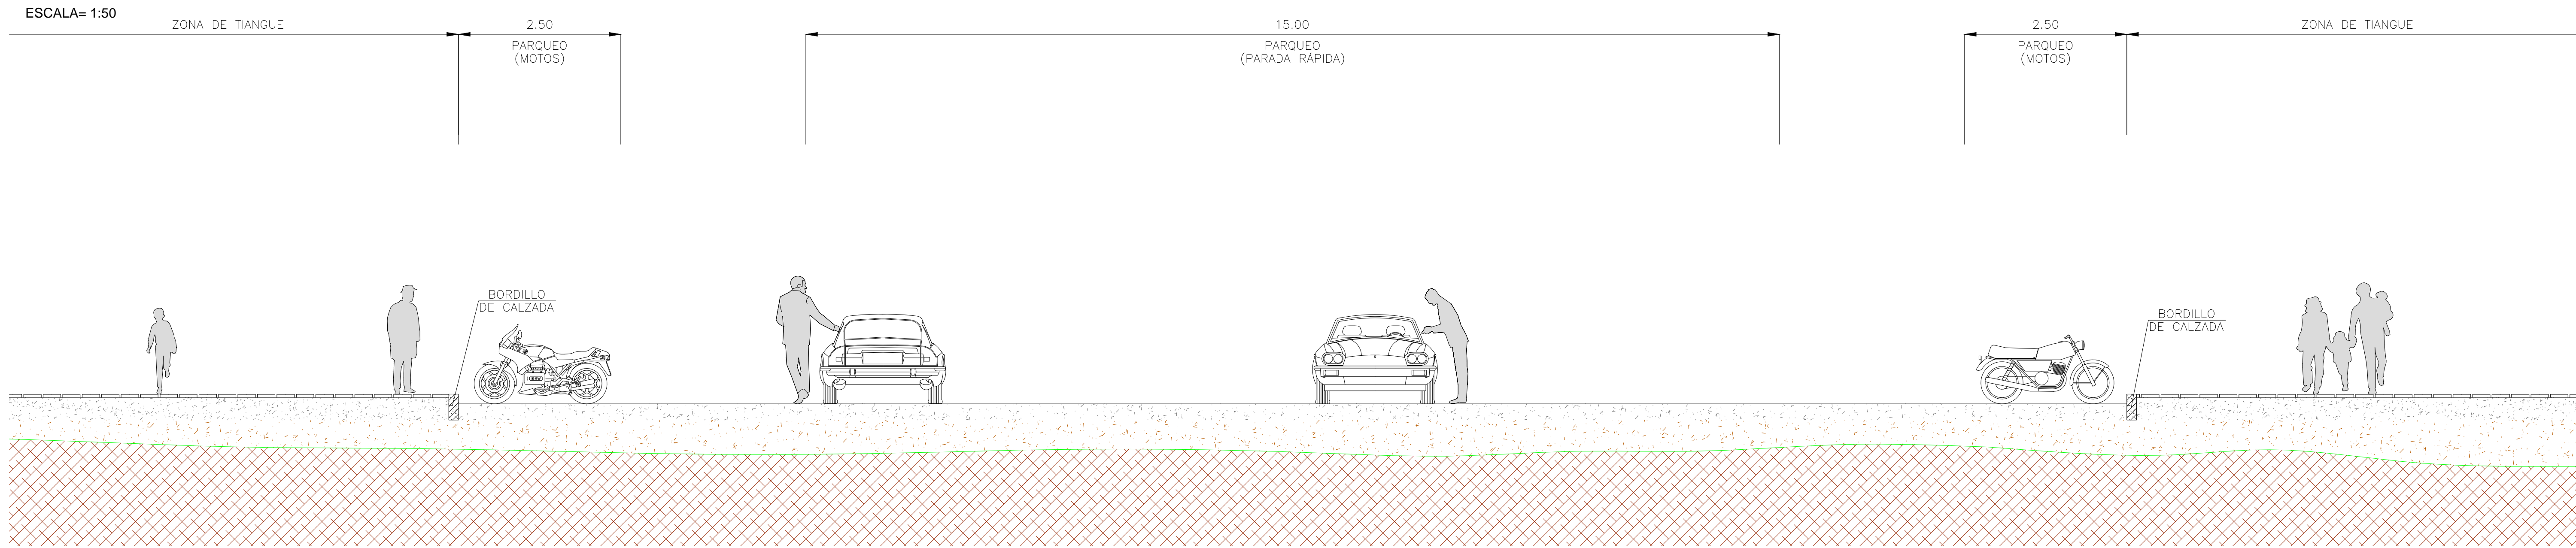 ESCALA= 1:50
ZONA DE TIANGUE
2.50
PARQUEO
(MOTOS)
15.00
PARQUEO
(PARADA RÁPIDA)
2.50
PARQUEO
(MOTOS)
ZONA DE TIANGUE
BORDILLO
DE CALZADA
BORDILLO
DE CALZADA